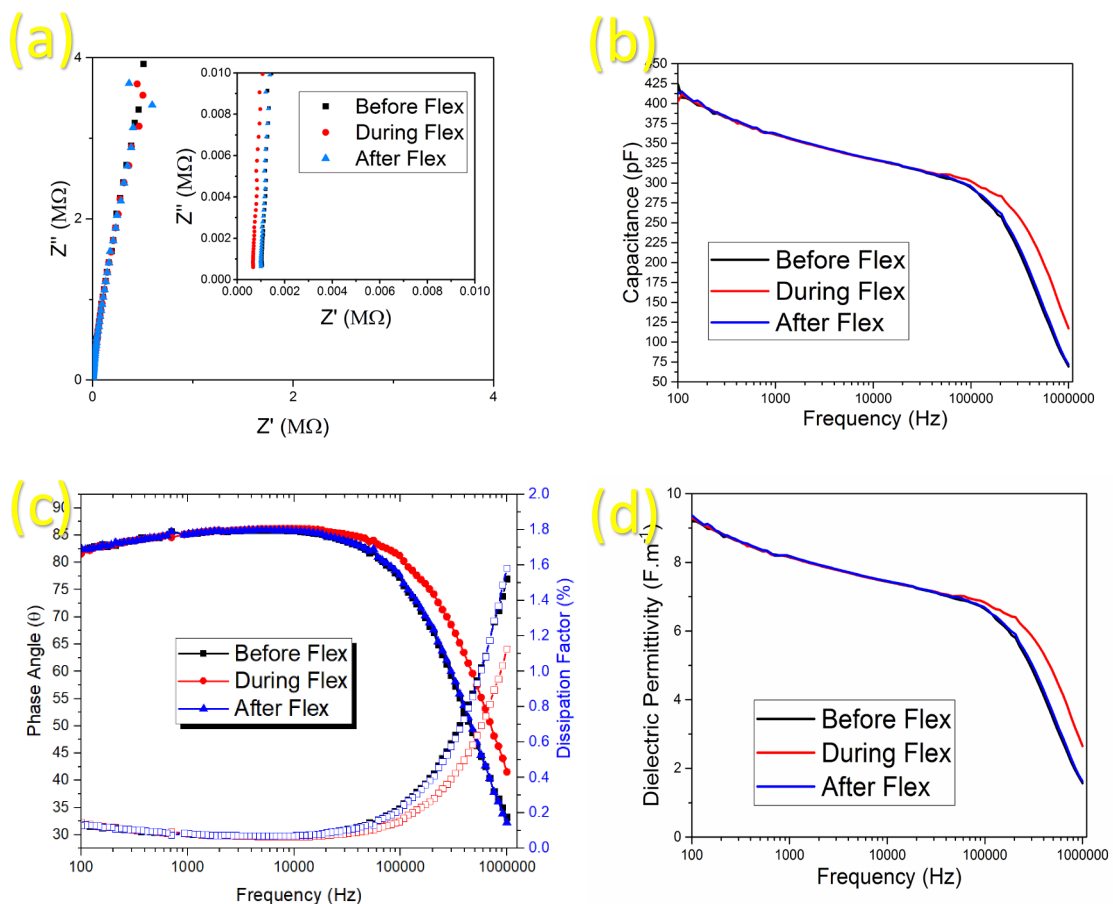 (a)
4
2
0
Z'' (MΩ)
0.010
0.008
0.006
0.004
0.002
0.000
Z'' (MΩ)
Before Flex
During Flex
After Flex
0.000 0.002 0.004 0.006 0.008 0.010
Z' (MΩ)
0 2 4
Z' (MΩ)
(b)
450
425
400
375
350
325
300
275
250
225
200
175
150
125
100
75
50
Capacitance (pF)
Before Flex
During Flex
After Flex
100 1000 10000 100000 1000000
Frequency (Hz)
(c)
90
85
80
75
70
65
60
55
50
45
40
35
30
Phase Angle (θ)
Before Flex
During Flex
After Flex
2.0
1.8
1.6
1.4
1.2
1.0
0.8
0.6
0.4
0.2
0.0
Dissipation Factor (%)
100 1000 10000 100000 1000000
Frequency (Hz)
(d)
10
8
6
4
2
0
Dielectric Permittivity (F.m⁻¹)
Before Flex
During Flex
After Flex
100 1000 10000 100000 1000000
Frequency (Hz)